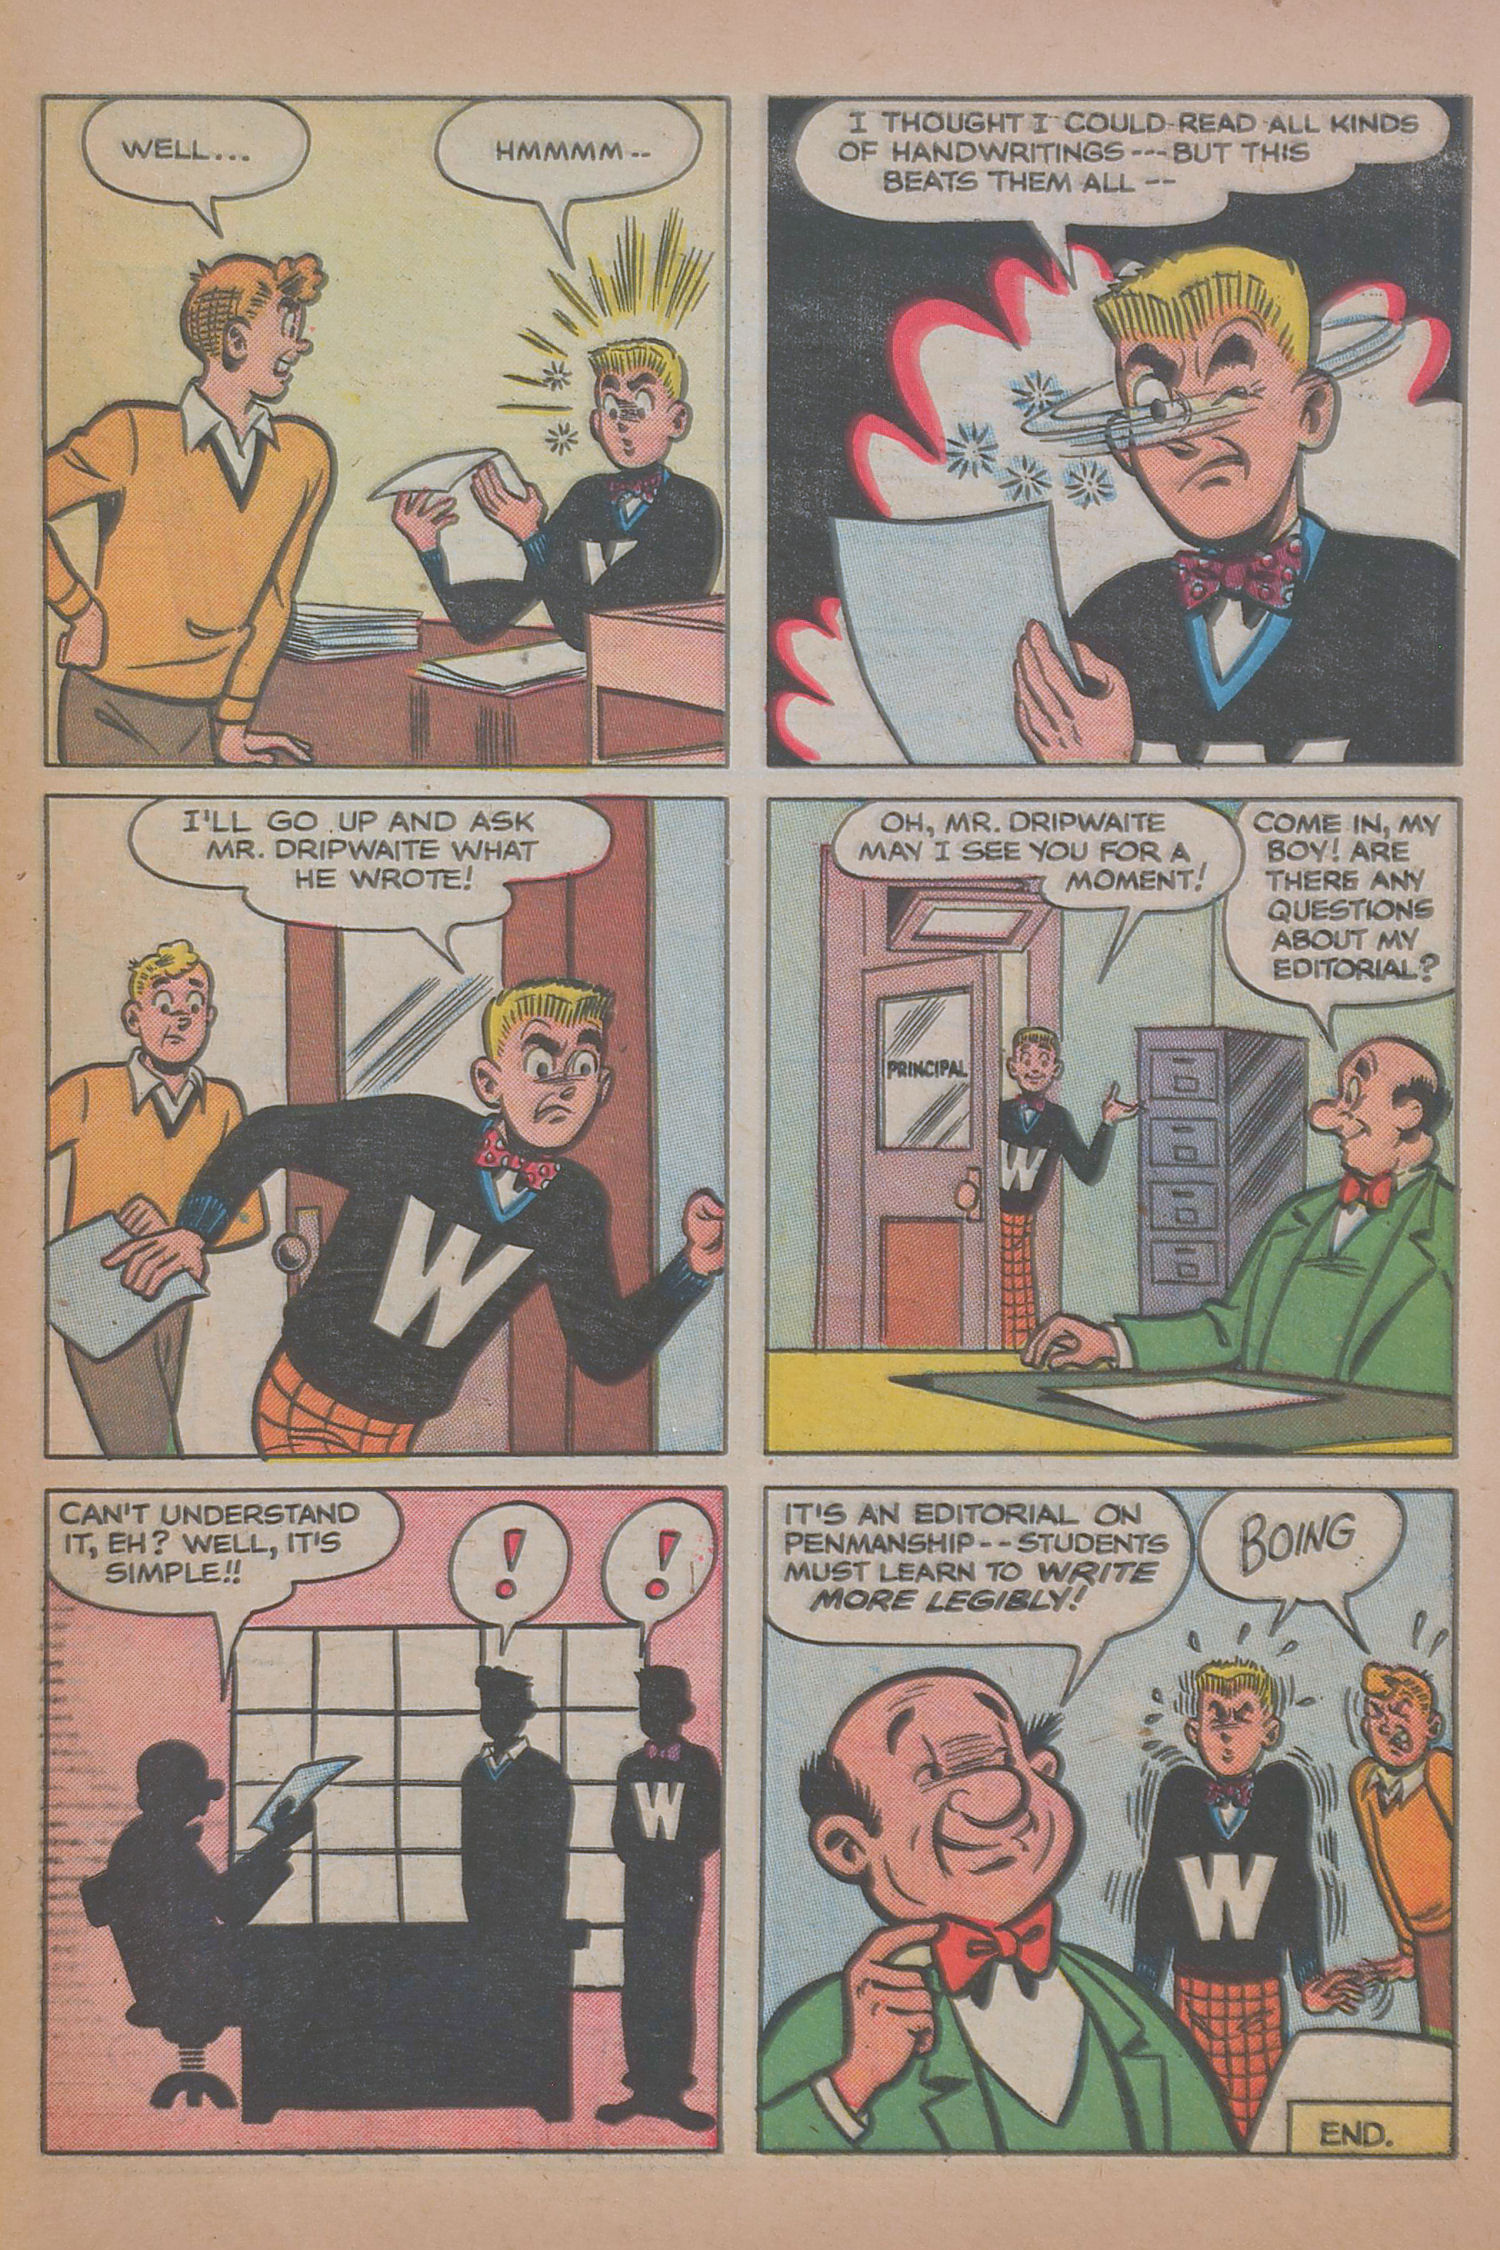 WELL...
HMMMM--
I THOUGHT I COULD READ ALL KINDS
OF HANDWRITINGS---BUT THIS
BEATS THEM ALL --
I'LL GO UP AND ASK
MR. DRIPWAITE WHAT
HE WROTE!
W
OH, MR. DRIPWAITE
MAY I SEE YOU FOR A
MOMENT!
COME IN, MY
BOY! ARE
THERE ANY
QUESTIONS
ABOUT MY
EDITORIAL?
PRINCIPAL
W
CAN'T UNDERSTAND
IT, EH? WELL, IT'S
SIMPLE!!
!
!
W
IT'S AN EDITORIAL ON
PENMANSHIP--STUDENTS
MUST LEARN TO WRITE
MORE LEGIBLY!
BOING
W
END.